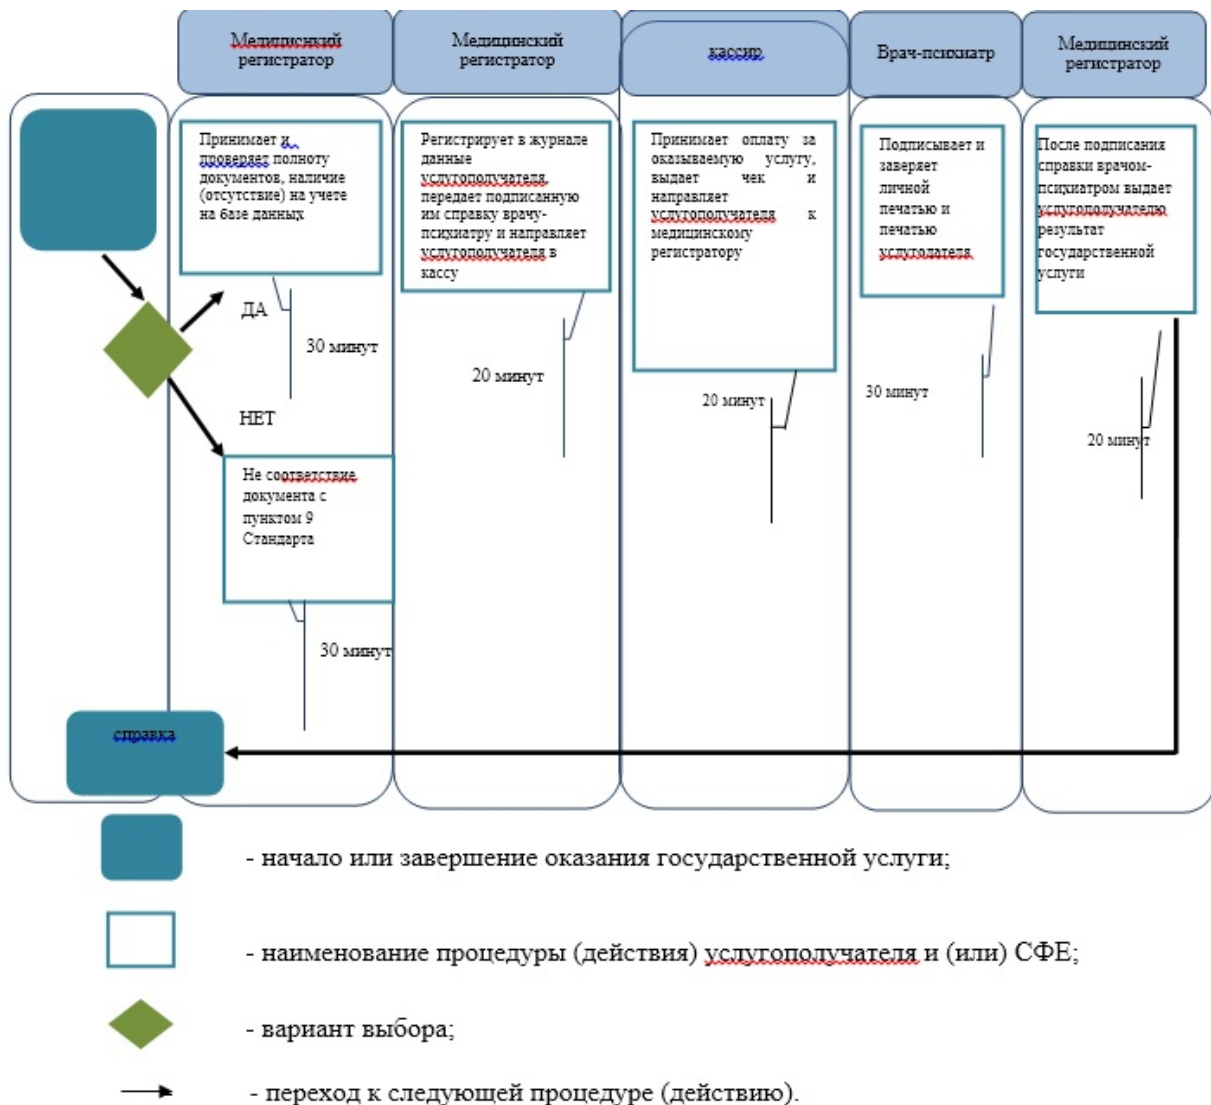 Медицинкий
регистратор
Медицинский
регистратор
кассир
Врач-психиатр
Медицинский
регистратор
Принимает и
проверяет полноту
документов, наличие
(отсутствие) на учете
на базе данных
Регистрирует в журнале
данные
услугополучателя,
передает подписанную
им справку врачу-
психиатру и направляет
услугополучателя в
кассу
Принимает оплату за
оказываемую услугу,
выдает чек и
направляет
услугополучателя к
медицинскому
регистратору
Подписывает и
заверяет
личной
печатью и
печатью
услугодателя
После подписания
справки врачом-
психиатром выдает
услугополучателю
результат
государственной
услуги
ДА
30 минут
20 минут
20 минут
30 минут
20 минут
НЕТ
Не соответствие
документа с
пунктом 9
Стандарта
30 минут
справка
- начало или завершение оказания государственной услуги;
- наименование процедуры (действия) услугополучателя и (или) СФЕ;
- вариант выбора;
- переход к следующей процедуре (действию).